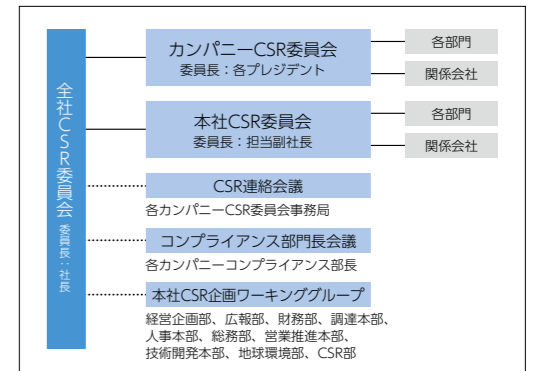 全社CSR委員会 委員長：社長
カンパニーCSR委員会
委員長：各プレジデント
各部門
関係会社
本社CSR委員会
委員長：担当副社長
各部門
関係会社
CSR連絡会議
各カンパニーCSR委員会事務局
コンプライアンス部門長会議
各カンパニーコンプライアンス部長
本社CSR企画ワーキンググループ
経営企画部、広報部、財務部、調達本部、
人事本部、総務部、営業推進本部、
技術開発本部、地球環境部、CSR部